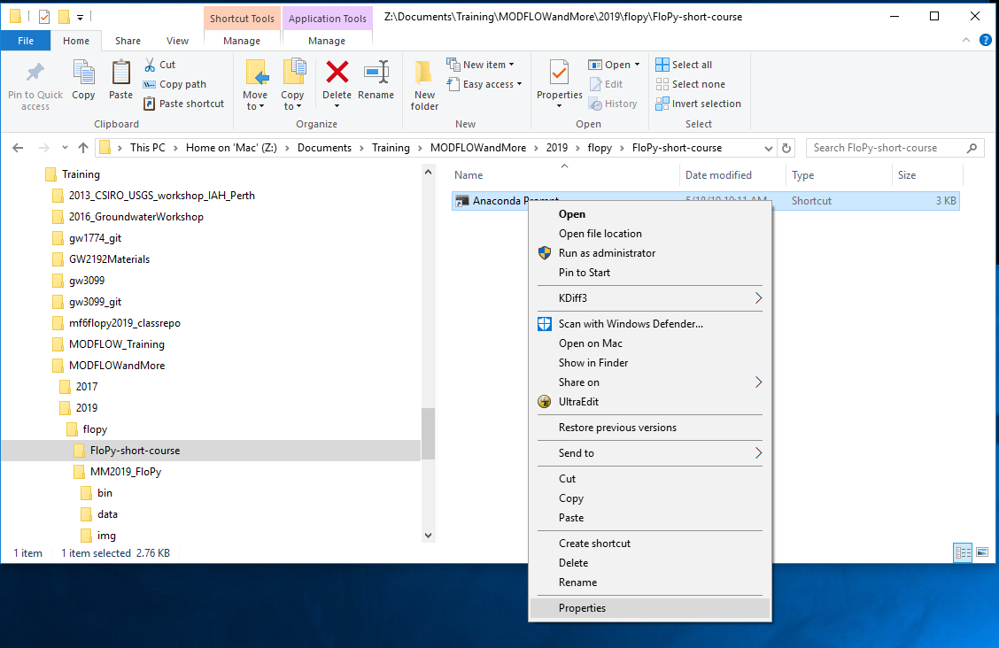 Shortcut Tools
Application Tools
Z:\Documents\Training\MODFLOWandMore\2019\flopy\FloPy-short-course
File
Home
Share
View
Manage
Manage
Pin to Quick access
Copy
Paste
Cut
Copy path
Paste shortcut
Clipboard
Move to
Copy to
Delete
Rename
Organize
New folder
New item
Easy access
New
Properties
Open
Edit
History
Open
Select all
Select none
Invert selection
Select
This PC > Home on 'Mac' (Z:) > Documents > Training > MODFLOWandMore > 2019 > flopy > FloPy-short-course
Search FloPy-short-course
Training
2013_CSIRO_USGS_workshop_IAH_Perth
2016_GroundwaterWorkshop
gw1774_git
GW2192Materials
gw3099
gw3099_git
mf6flopy2019_classrepo
MODFLOW_Training
MODFLOWandMore
2017
2019
flopy
FloPy-short-course
MM2019_FloPy
bin
data
img
Name
Date modified
Type
Size
Anaconda Prompt
5/18/19 10:11 AM
Shortcut
3 KB
Open
Open file location
Run as administrator
Pin to Start
KDiff3
Scan with Windows Defender...
Open on Mac
Show in Finder
Share on
UltraEdit
Restore previous versions
Send to
Cut
Copy
Paste
Create shortcut
Delete
Rename
Properties
1 item
1 item selected 2.76 KB